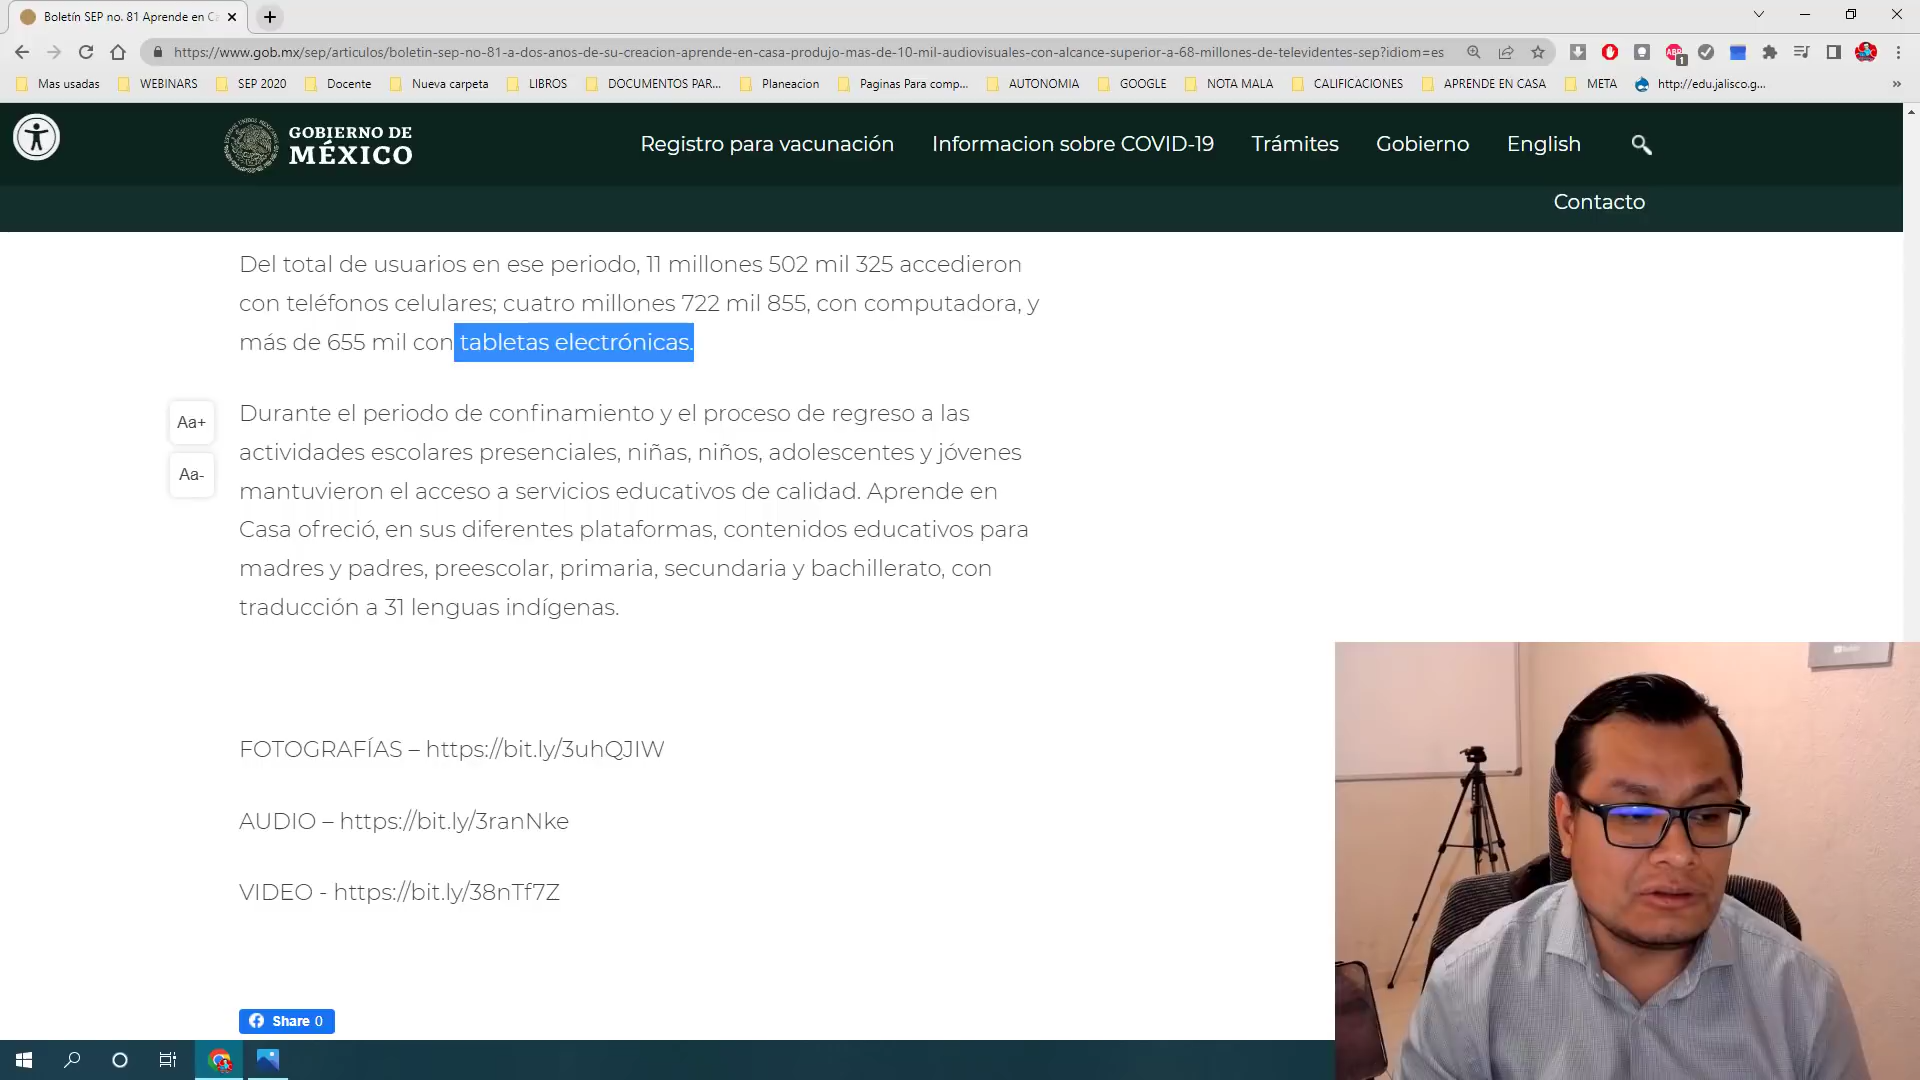 Boletín SEP no. 81 Aprende en C
https://www.gob.mx/sep/articulos/boletin-sep-no-81-a-dos-anos-de-su-creacion-aprende-en-casa-produjo-mas-de-10-mil-audiovisuales-con-alcance-superior-a-68-millones-de-televidentes-sep?idiom=es
ABP
1
Mas usadas WEBINARS SEP 2020 Docente Nueva carpeta LIBROS DOCUMENTOS PAR... Planeacion Paginas Para comp... AUTONOMIA GOOGLE NOTA MALA CALIFICACIONES APRENDE EN CASA META http://edu.jalisco.g... »
GOBIERNO DE
MÉXICO
Registro para vacunación Informacion sobre COVID-19 Trámites Gobierno English
Contacto
Del total de usuarios en ese periodo, 11 millones 502 mil 325 accedieron
con teléfonos celulares; cuatro millones 722 mil 855, con computadora, y
más de 655 mil con tabletas electrónicas.
Aa+
Aa-
Durante el periodo de confinamiento y el proceso de regreso a las
actividades escolares presenciales, niñas, niños, adolescentes y jóvenes
mantuvieron el acceso a servicios educativos de calidad. Aprende en
Casa ofreció, en sus diferentes plataformas, contenidos educativos para
madres y padres, preescolar, primaria, secundaria y bachillerato, con
traducción a 31 lenguas indígenas.
FOTOGRAFÍAS – https://bit.ly/3uhQJIW
AUDIO – https://bit.ly/3ranNke
VIDEO - https://bit.ly/38nTf7Z
Share 0